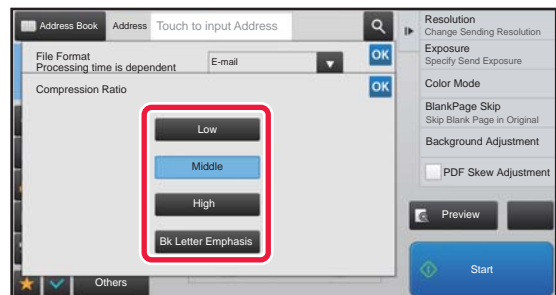 Address Book
Address
Touch to input Address
File Format
Processing time is dependent
E-mail
OK
Compression Ratio
OK
Low
Middle
High
Bk Letter Emphasis
Others
Resolution
Change Sending Resolution
Exposure
Specify Send Exposure
Color Mode
BlankPage Skip
Skip Blank Page in Original
Background Adjustment
PDF Skew Adjustment
Preview
Start